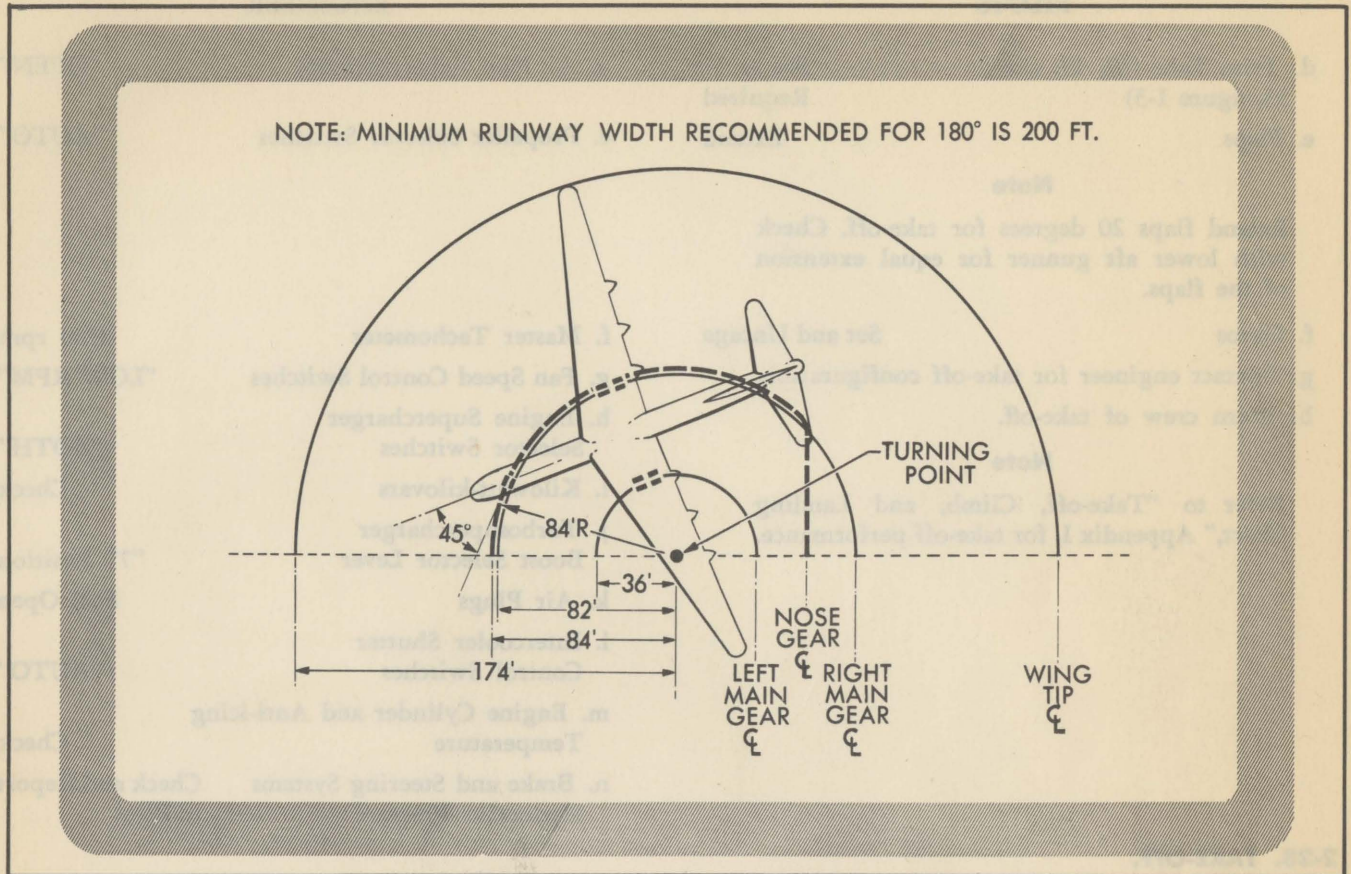 NOTE: MINIMUM RUNWAY WIDTH RECOMMENDED FOR 180° IS 200 FT.
TURNING
POINT
45°
84'R
36'
82'
84'
174'
LEFT
MAIN
GEAR
℄
NOSE
GEAR
℄
RIGHT
MAIN
GEAR
℄
WING
TIP
℄